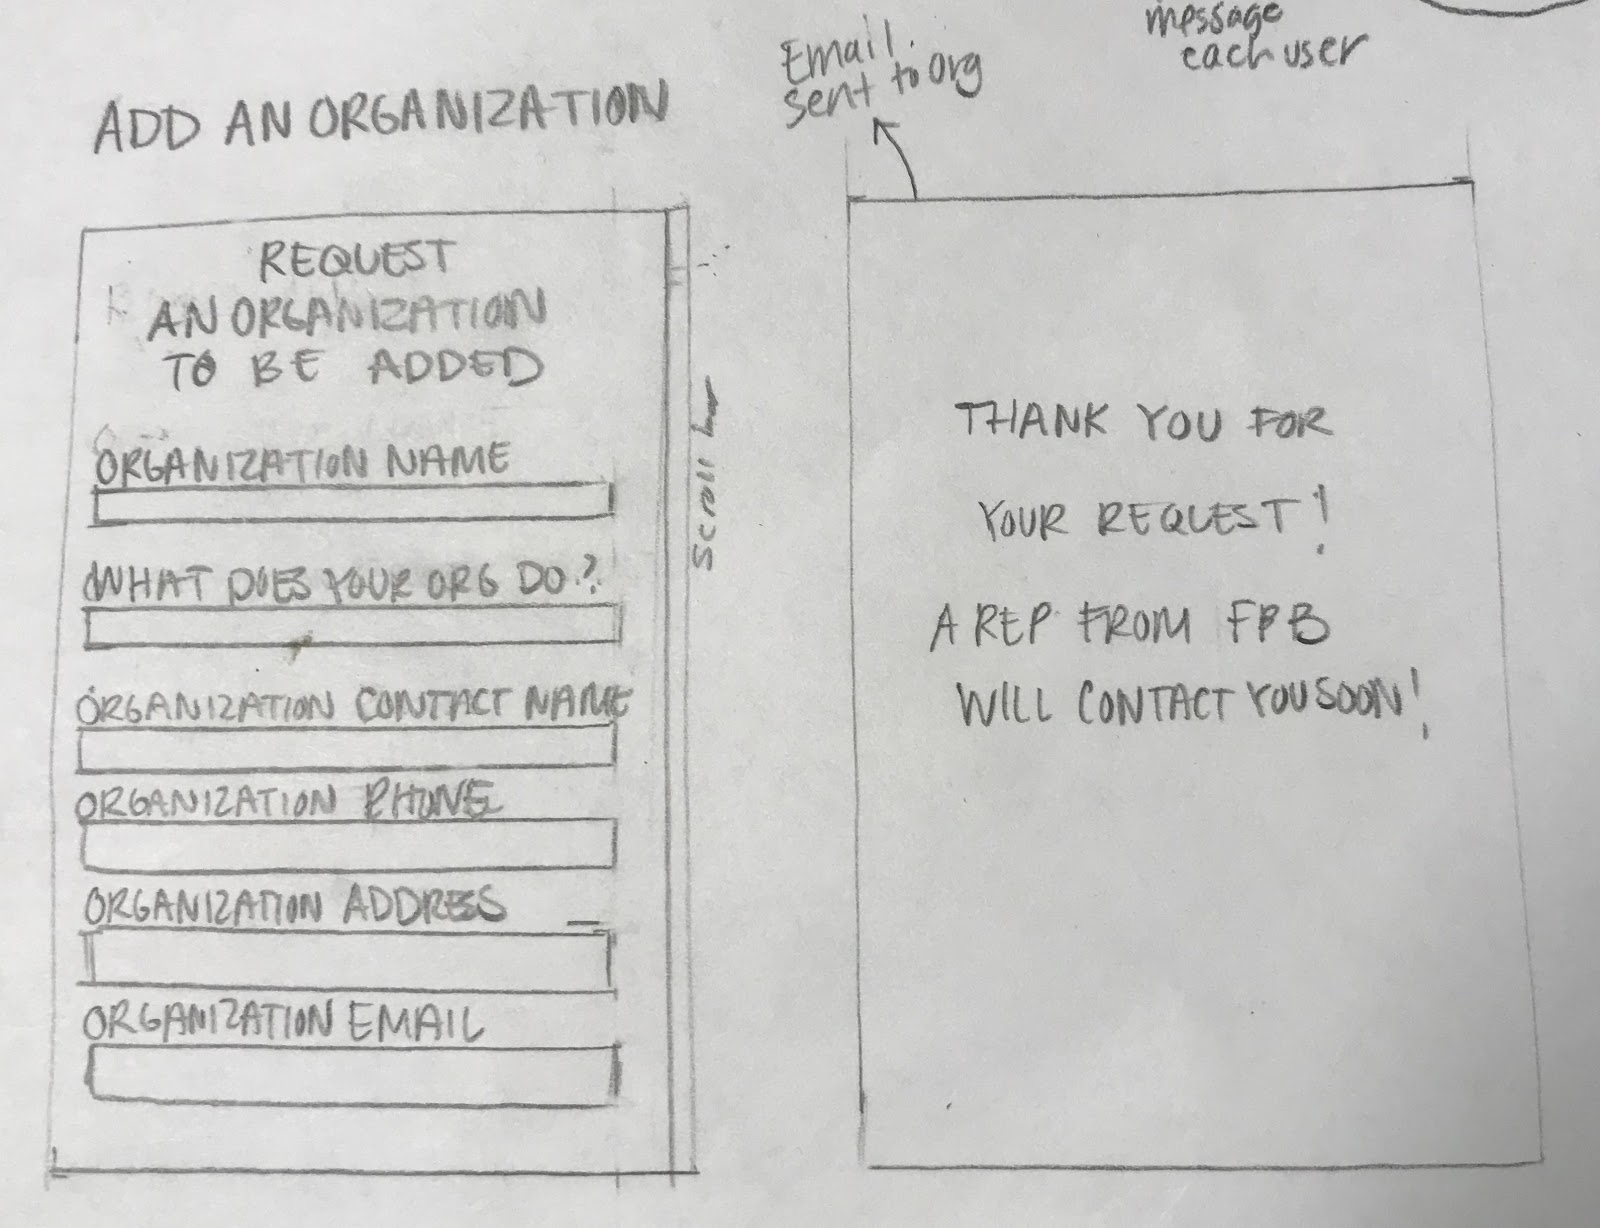 message
each user
Email
sent to org
ADD AN ORGANIZATION
REQUEST
AN ORGANIZATION
TO BE ADDED
ORGANIZATION NAME
WHAT DOES YOUR ORG DO?
ORGANIZATION CONTACT NAME
ORGANIZATION PHONE
ORGANIZATION ADDRESS
ORGANIZATION EMAIL
Scroll bar
THANK YOU FOR
YOUR REQUEST!
A REP FROM FPB
WILL CONTACT YOU SOON!